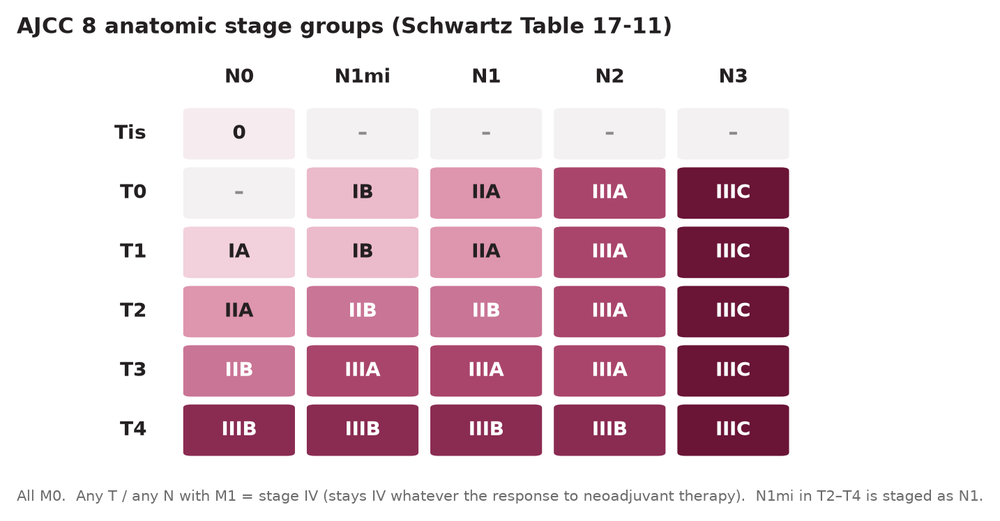 AJCC 8 anatomic stage groups (Schwartz Table 17-11)
N0 N1mi N1 N2 N3
Tis 0 – – – –
T0 – IB IIA IIIA IIIC
T1 IA IB IIA IIIA IIIC
T2 IIA IIB IIB IIIA IIIC
T3 IIB IIIA IIIA IIIA IIIC
T4 IIIB IIIB IIIB IIIB IIIC
All M0.  Any T / any N with M1 = stage IV (stays IV whatever the response to neoadjuvant therapy).  N1mi in T2–T4 is staged as N1.